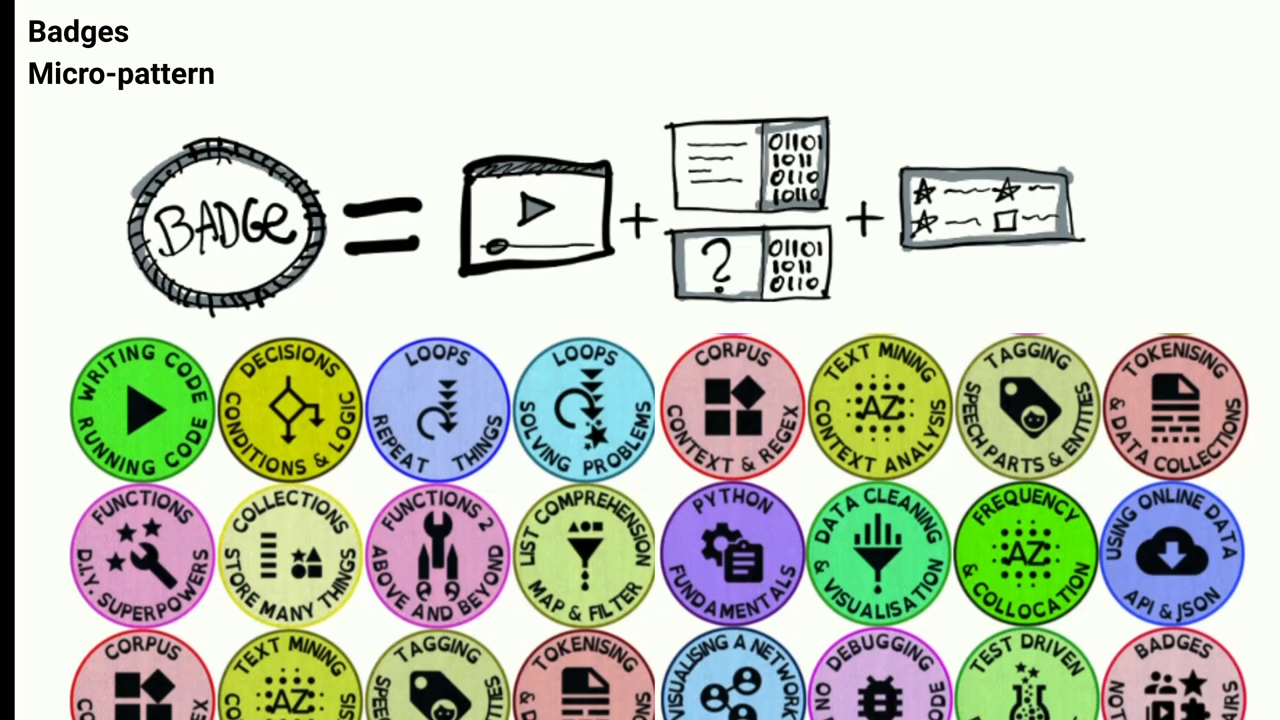 Badges
Micro-pattern
BADGE
=
+
+
01101
1011
0110
10110
?
01101
1011
0110
WRITING CODE
RUNNING CODE
DECISIONS
CONDITIONS & LOGIC
LOOPS
REPEAT THINGS
LOOPS
SOLVING PROBLEMS
CORPUS
CONTEXT & REGEX
TEXT MINING
AZ
CONTEXT ANALYSIS
TAGGING
SPEECH PARTS & ENTITIES
TOKENISING
& DATA COLLECTIONS
FUNCTIONS
D.I.Y. SUPERPOWERS
COLLECTIONS
STORE MANY THINGS
FUNCTIONS 2
ABOVE AND BEYOND
LIST COMPREHENSION
MAP & FILTER
PYTHON
FUNDAMENTALS
DATA CLEANING
& VISUALISATION
FREQUENCY
AZ
& COLLOCATION
USING ONLINE DATA
API & JSON
CORPUS
TEXT MINING
AZ
TAGGING
TOKENISING
VISUALISING A NETWORK
DEBUGGING
TEST DRIVEN
BADGES